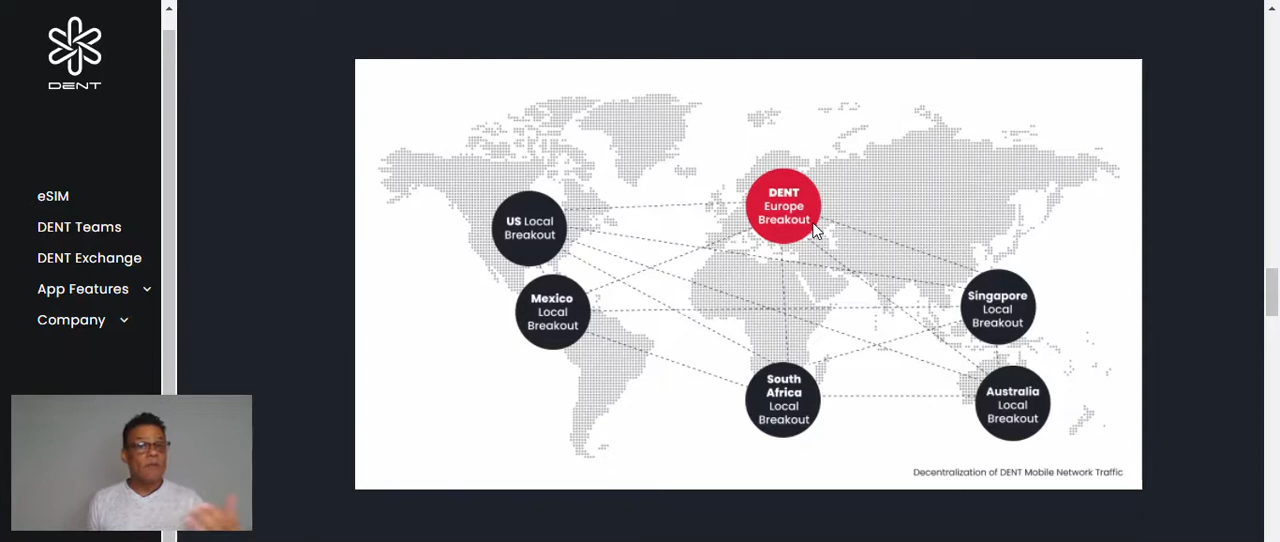 DENT
eSIM
DENT Teams
DENT Exchange
App Features
Company
DENT
Europe
Breakout
US Local
Breakout
Mexico
Local
Breakout
Singapore
Local
Breakout
South
Africa
Local
Breakout
Australia
Local
Breakout
Decentralization of DENT Mobile Network Traffic